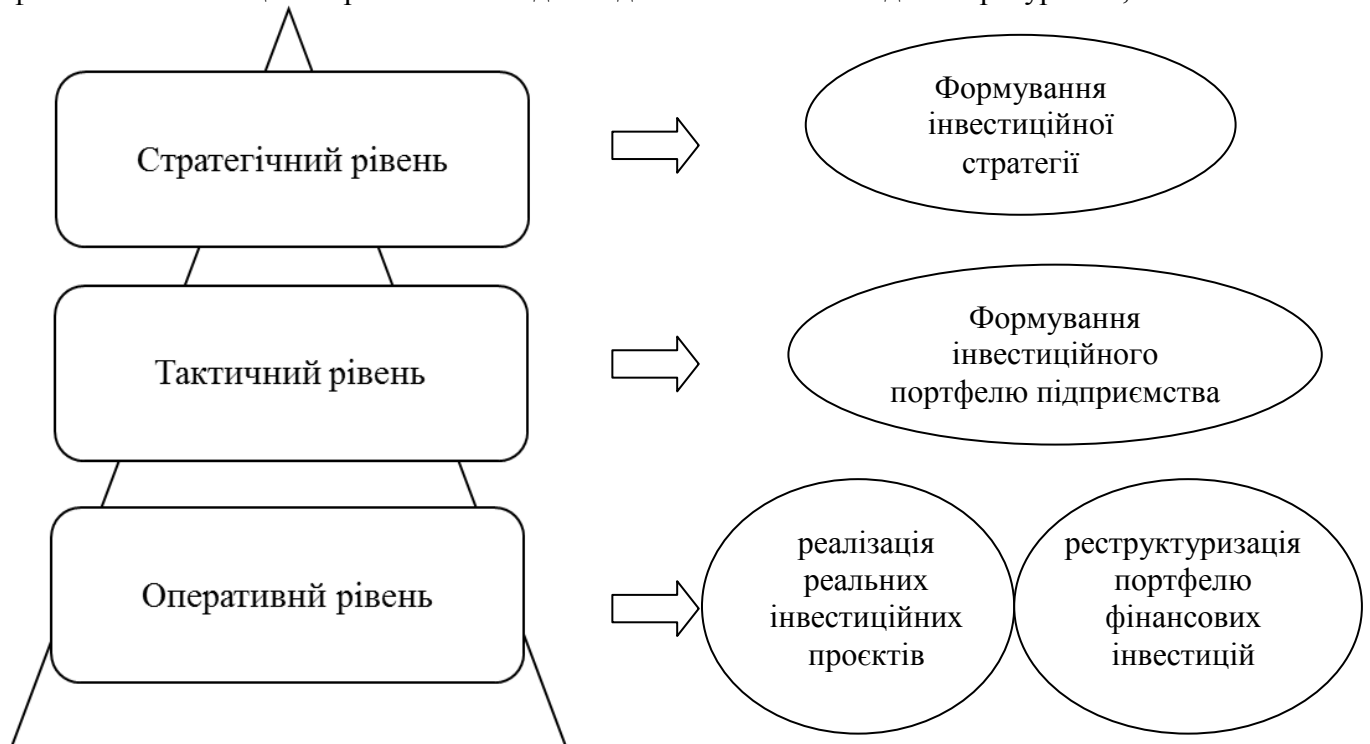 Стратегічний рівень
Формування
інвестиційної
стратегії
Тактичний рівень
Формування
інвестиційного
портфелю підприємства
Оперативнй рівень
реалізація
реальних
інвестиційних
проєктів
реструктуризація
портфелю
фінансових
інвестицій